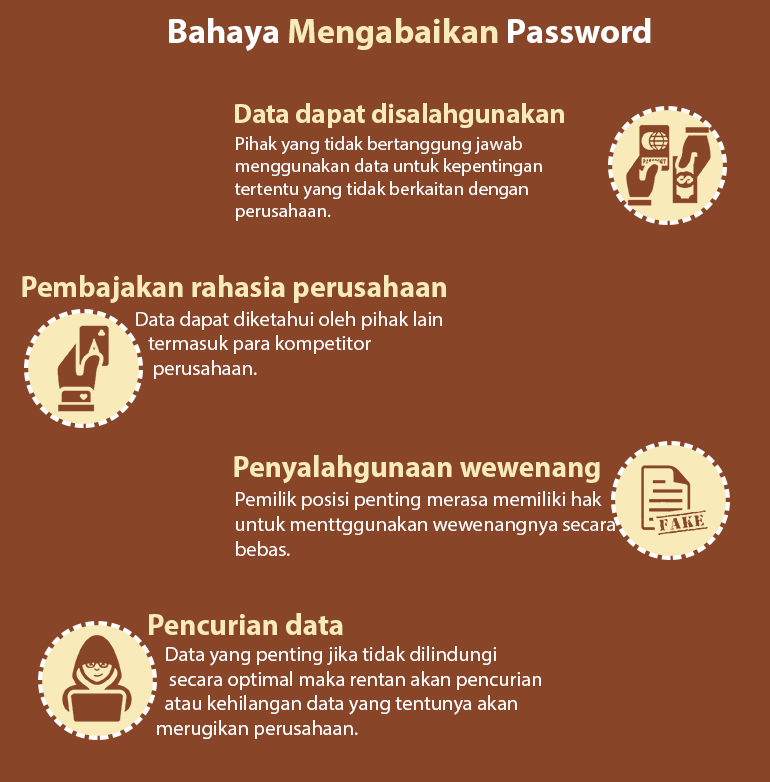 Bahaya Mengabaikan Password
Data dapat disalahgunakan
Pihak yang tidak bertanggung jawab
menggunakan data untuk kepentingan
tertentu yang tidak berkaitan dengan
perusahaan.
PASSPORT
$
Pembajakan rahasia perusahaan
Data dapat diketahui oleh pihak lain
termasuk para kompetitor
perusahaan.
Penyalahgunaan wewenang
Pemilik posisi penting merasa memiliki hak
untuk menttggunakan wewenangnya secara
bebas.
FAKE
Pencurian data
Data yang penting jika tidak dilindungi
secara optimal maka rentan akan pencurian
atau kehilangan data yang tentunya akan
merugikan perusahaan.